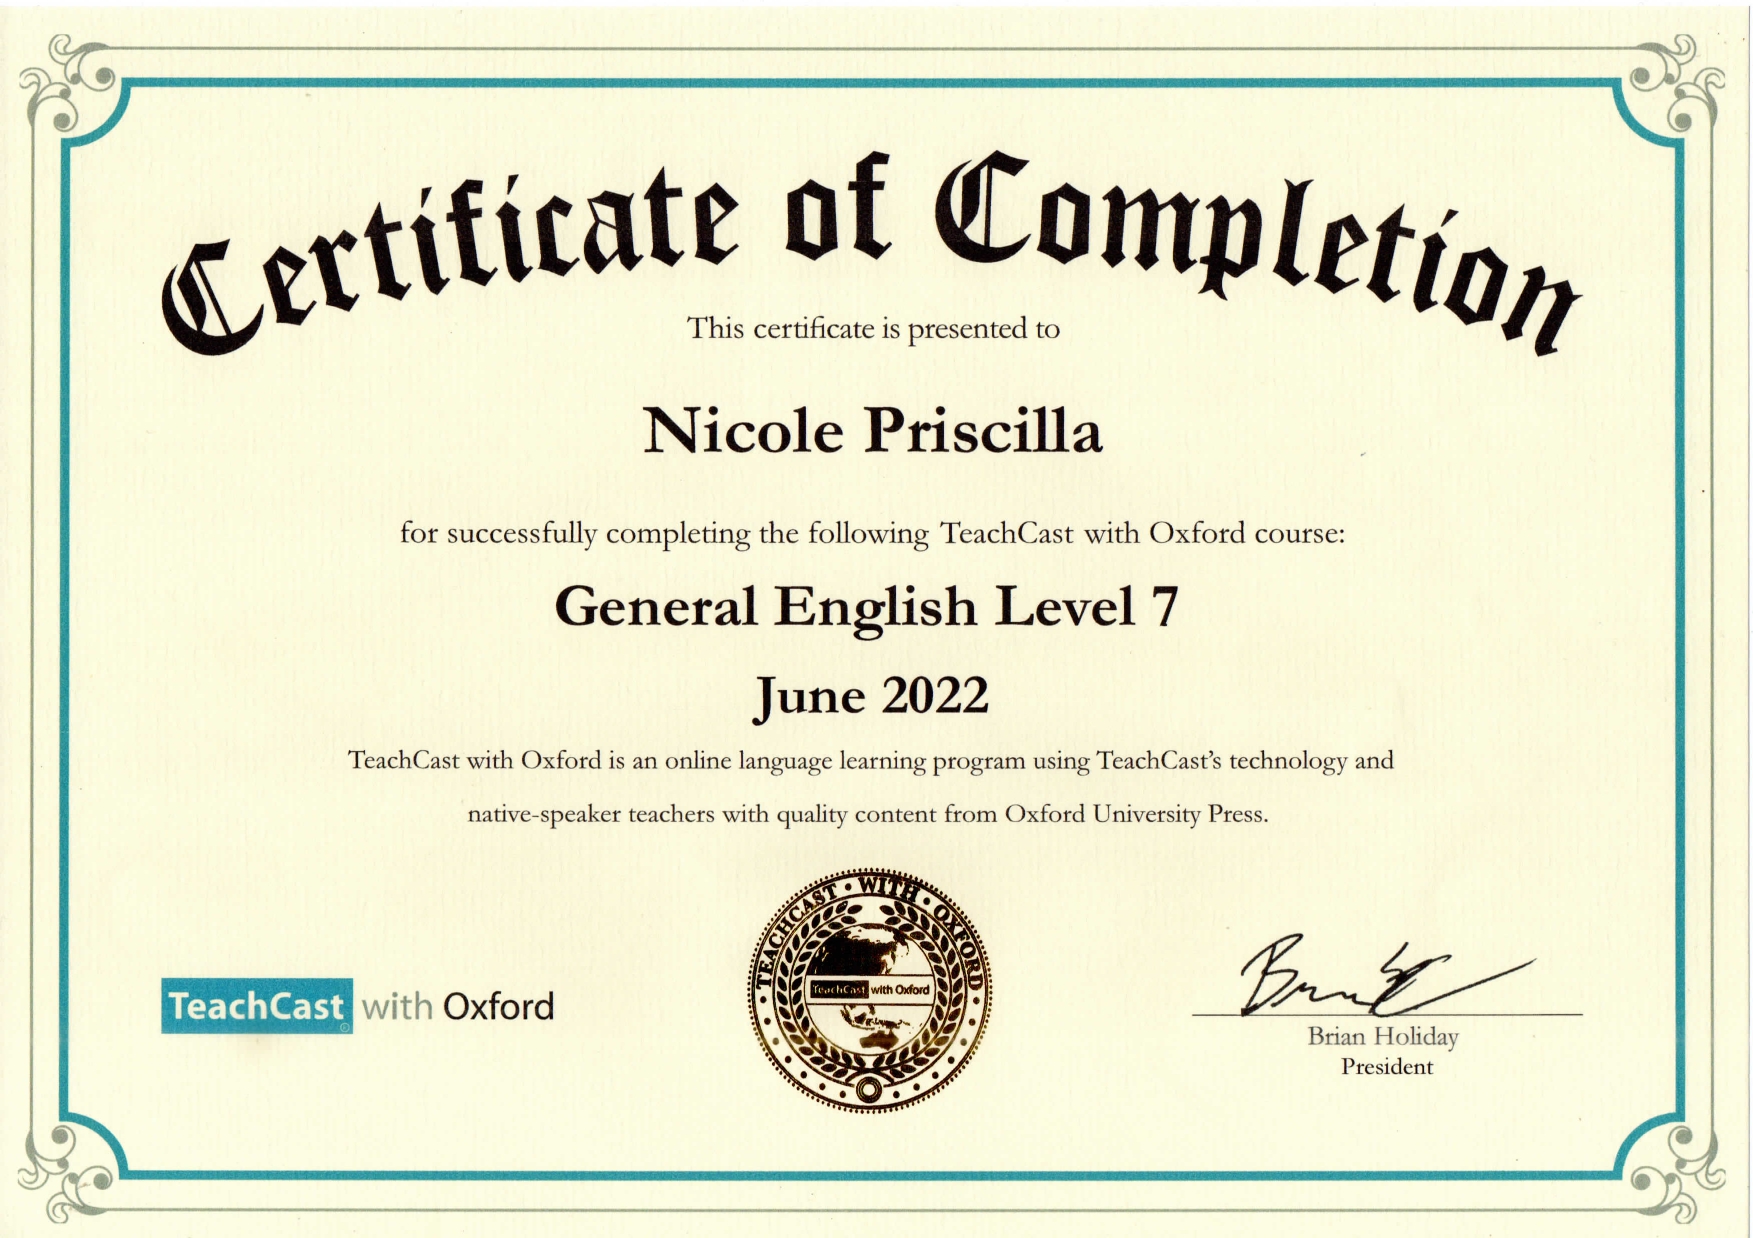 Certificate of Completion
This certificate is presented to
Nicole Priscilla
for successfully completing the following TeachCast with Oxford course:
General English Level 7
June 2022
TeachCast with Oxford is an online language learning program using TeachCast's technology and
native-speaker teachers with quality content from Oxford University Press.
TEACHCAST • WITH • OXFORD
TeachCast with Oxford
TeachCast with Oxford
Brian Holiday
President